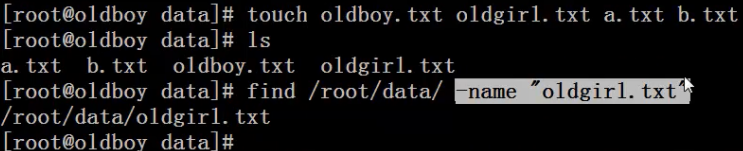 [root@oldboy data]# touch oldboy.txt oldgirl.txt a.txt b.txt
[root@oldboy data]# ls
a.txt  b.txt  oldboy.txt  oldgirl.txt
[root@oldboy data]# find /root/data/ -name "oldgirl.txt"
/root/data/oldgirl.txt
[root@oldboy data]#